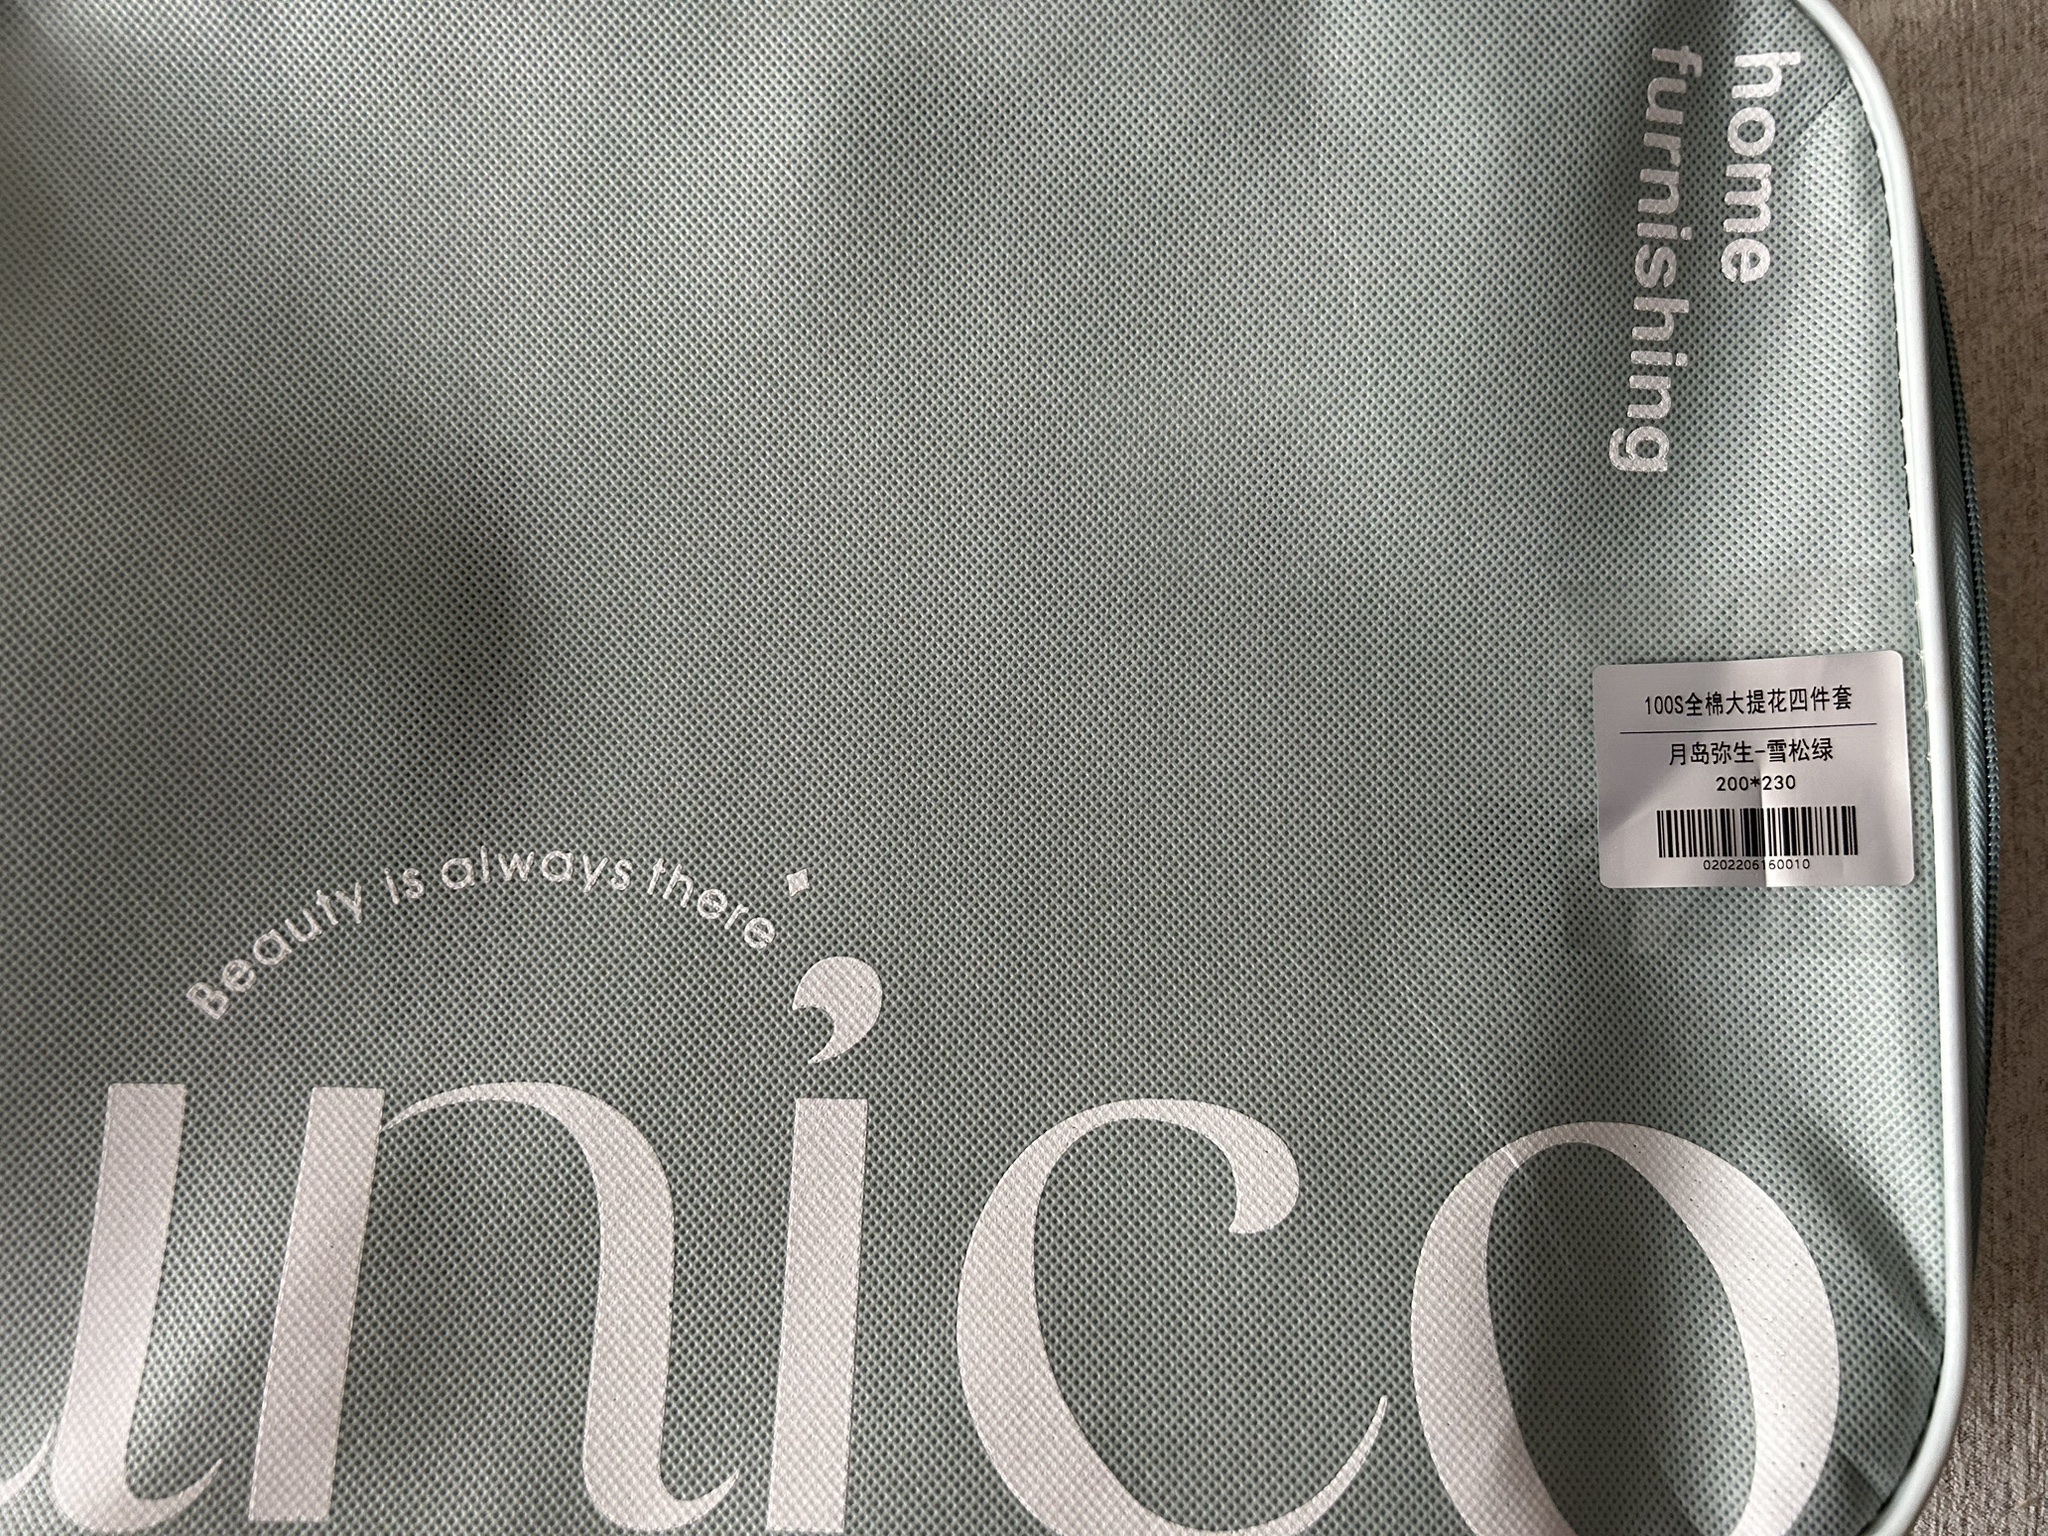 home
furnishing
100S全棉大提花四件套
月岛弥生-雪松绿
200*230
0202206160010
Beauty is always there
unico